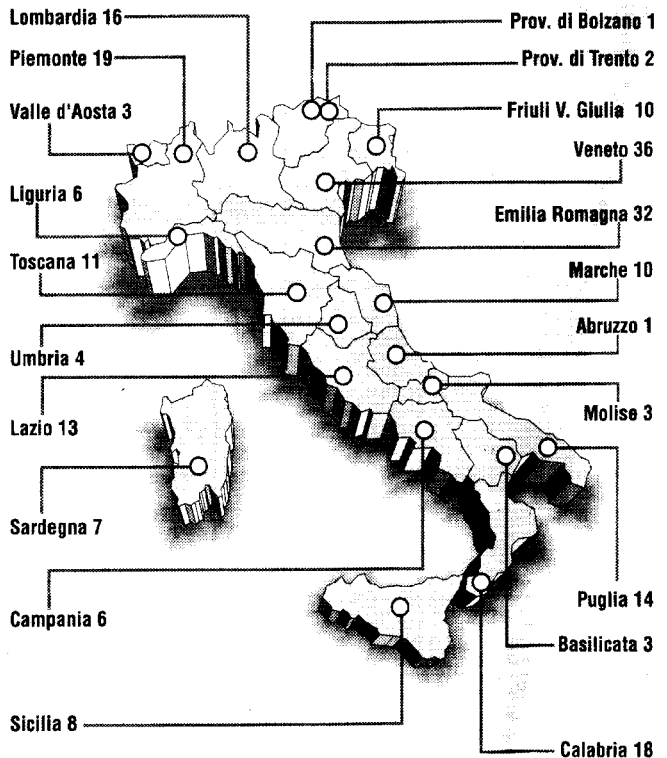 Lombardia 16
Piemonte 19
Valle d'Aosta 3
Liguria 6
Toscana 11
Umbria 4
Lazio 13
Sardegna 7
Campania 6
Sicilia 8
Prov. di Bolzano 1
Prov. di Trento 2
Friuli V. Giulia 10
Veneto 36
Emilia Romagna 32
Marche 10
Abruzzo 1
Molise 3
Puglia 14
Basilicata 3
Calabria 18